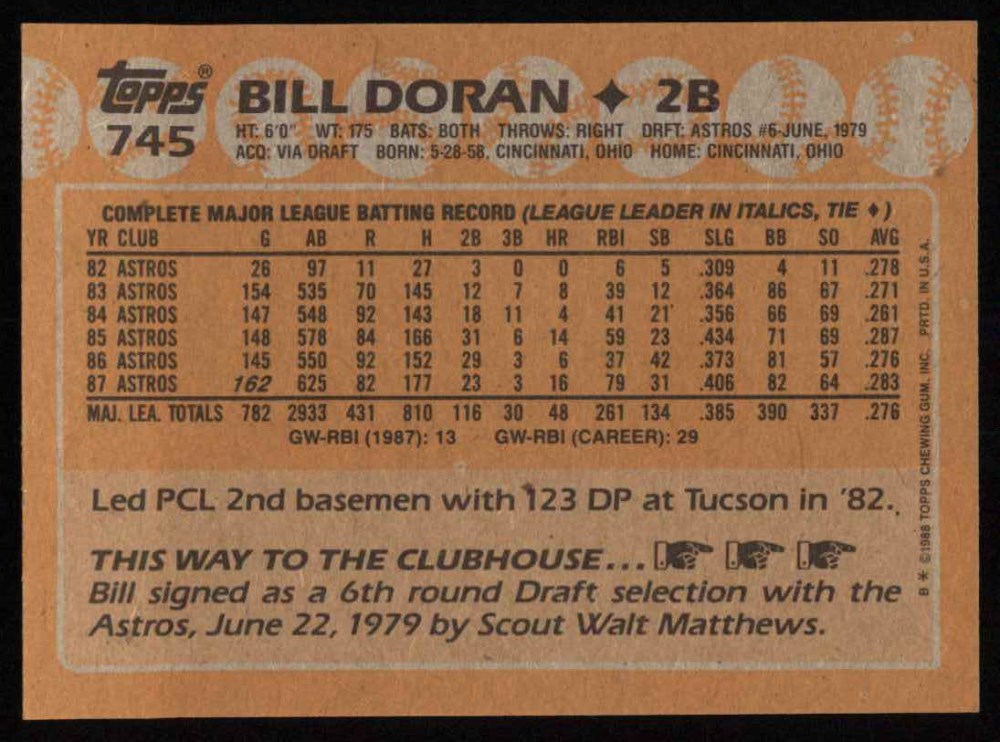 topps® BILL DORAN ♦ 2B
745
HT: 6'0" WT: 175 BATS: BOTH THROWS: RIGHT DRFT: ASTROS #6-JUNE, 1979
ACQ: VIA DRAFT BORN: 5-28-58, CINCINNATI, OHIO HOME: CINCINNATI, OHIO
COMPLETE MAJOR LEAGUE BATTING RECORD (LEAGUE LEADER IN ITALICS, TIE ♦)
YR CLUB G AB R H 2B 3B HR RBI SB SLG BB SO AVG
82 ASTROS 26 97 11 27 3 0 0 6 5 .309 4 11 .278
83 ASTROS 154 535 70 145 12 7 8 39 12 .364 86 67 .271
84 ASTROS 147 548 92 143 18 11 4 41 21 .356 66 69 .261
85 ASTROS 148 578 84 166 31 6 14 59 23 .434 71 69 .287
86 ASTROS 145 550 92 152 29 3 6 37 42 .373 81 57 .276
87 ASTROS 162 625 82 177 23 3 16 79 31 .406 82 64 .283
MAJ. LEA. TOTALS 782 2933 431 810 116 30 48 261 134 .385 390 337 .276
GW-RBI (1987): 13 GW-RBI (CAREER): 29
Led PCL 2nd basemen with 123 DP at Tucson in '82.
THIS WAY TO THE CLUBHOUSE...
Bill signed as a 6th round Draft selection with the
Astros, June 22, 1979 by Scout Walt Matthews.
B * © 1988 TOPPS CHEWING GUM, INC. PRTD. IN U.S.A.